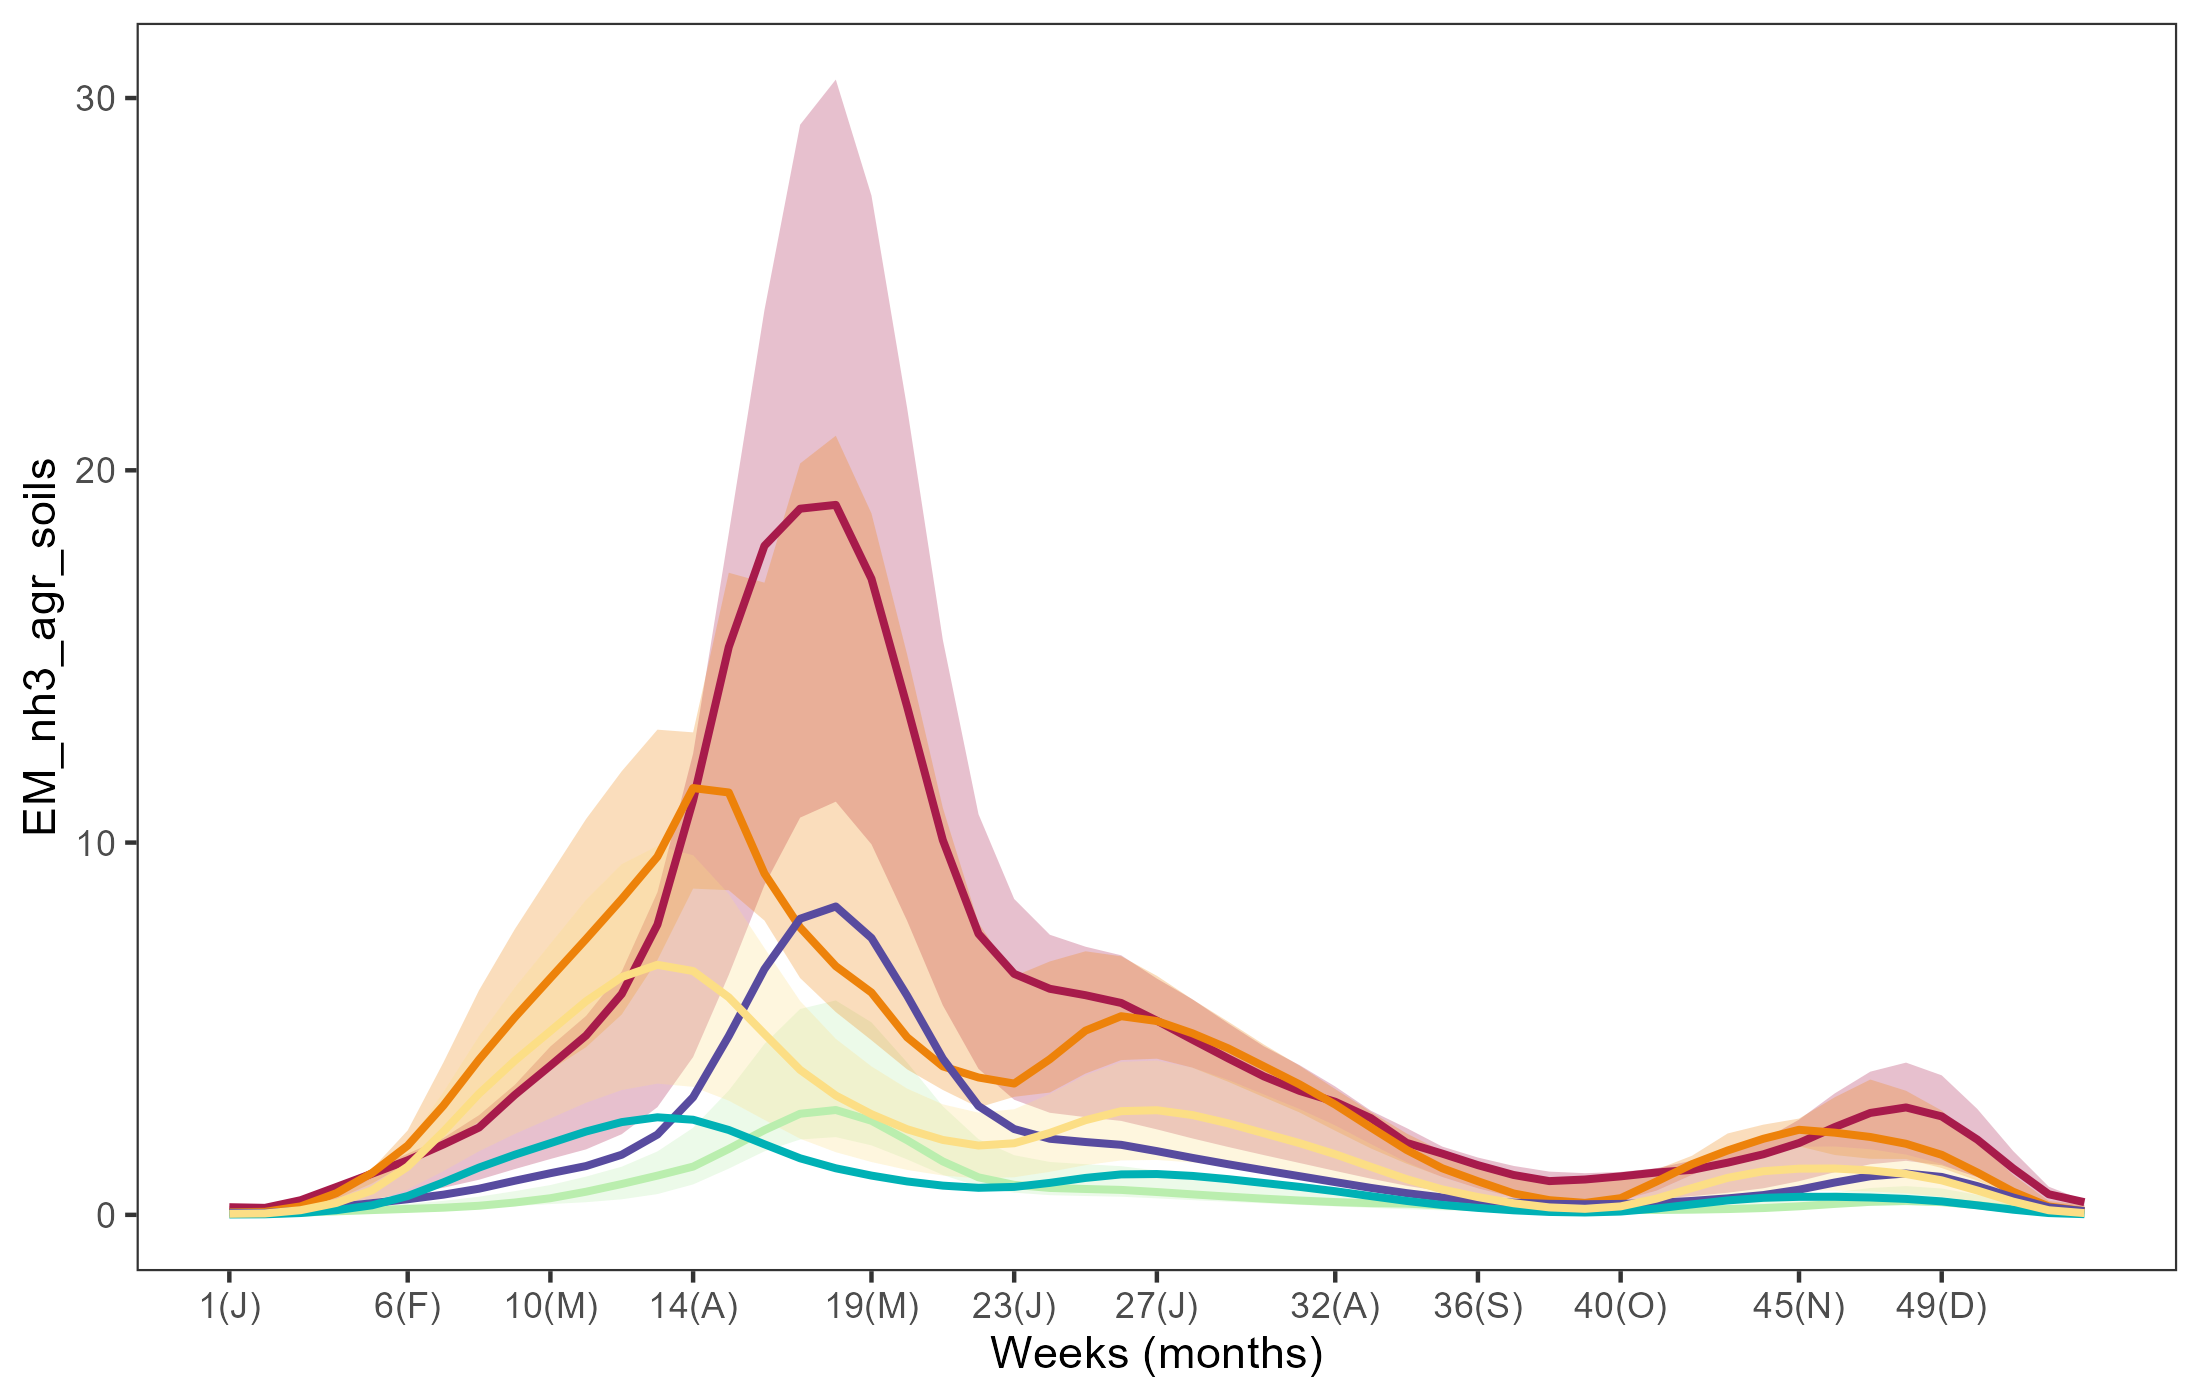 30
20
10
0
EM_nh3_agr_soils
1(J) 6(F) 10(M) 14(A) 19(M) 23(J) 27(J) 32(A) 36(S) 40(O) 45(N) 49(D)
Weeks (months)